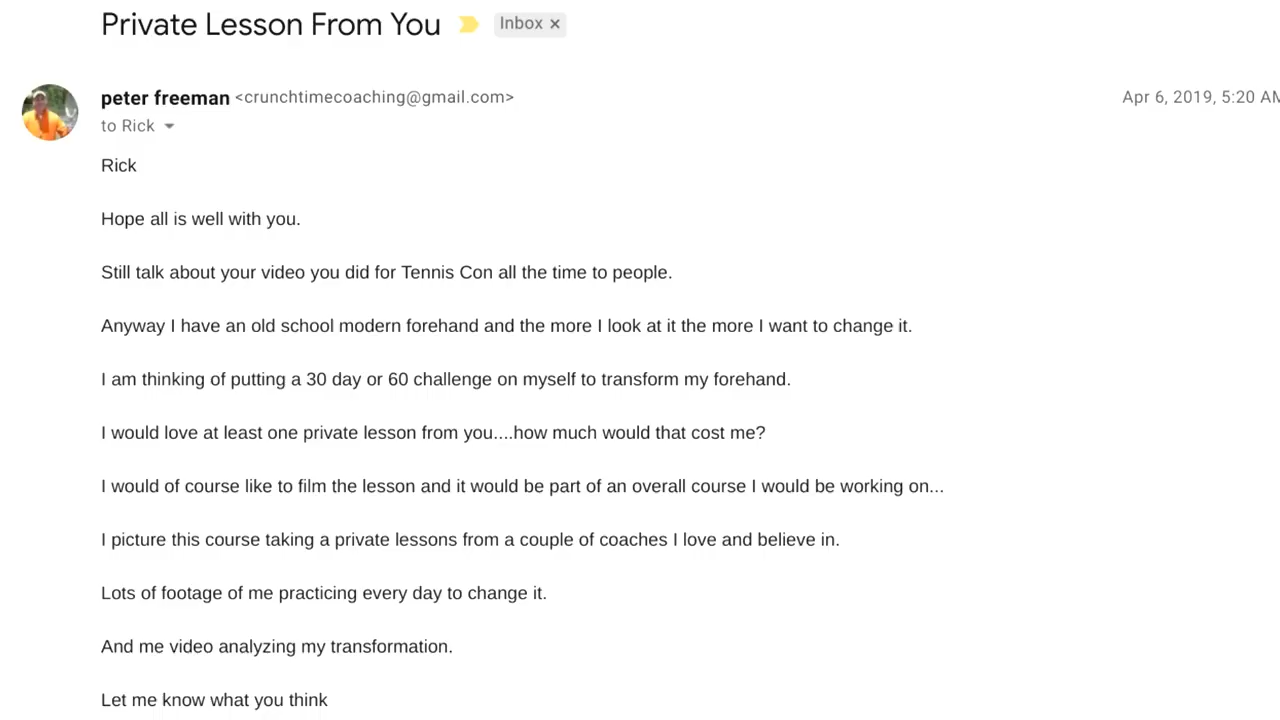 Private Lesson From You Inbox ×
peter freeman <crunchtimecoaching@gmail.com> Apr 6, 2019, 5:20 AM
to Rick
Rick
Hope all is well with you.
Still talk about your video you did for Tennis Con all the time to people.
Anyway I have an old school modern forehand and the more I look at it the more I want to change it.
I am thinking of putting a 30 day or 60 challenge on myself to transform my forehand.
I would love at least one private lesson from you....how much would that cost me?
I would of course like to film the lesson and it would be part of an overall course I would be working on...
I picture this course taking a private lessons from a couple of coaches I love and believe in.
Lots of footage of me practicing every day to change it.
And me video analyzing my transformation.
Let me know what you think